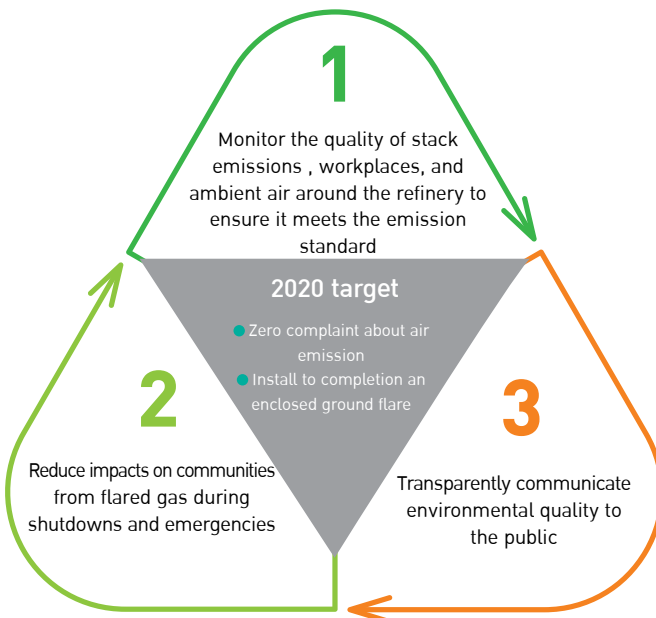 1
Monitor the quality of stack
emissions , workplaces, and
ambient air around the refinery to
ensure it meets the emission
standard
2020 target
Zero complaint about air
emission
Install to completion an
enclosed ground flare
2
Reduce impacts on communities
from flared gas during
shutdowns and emergencies
3
Transparently communicate
environmental quality to
the public